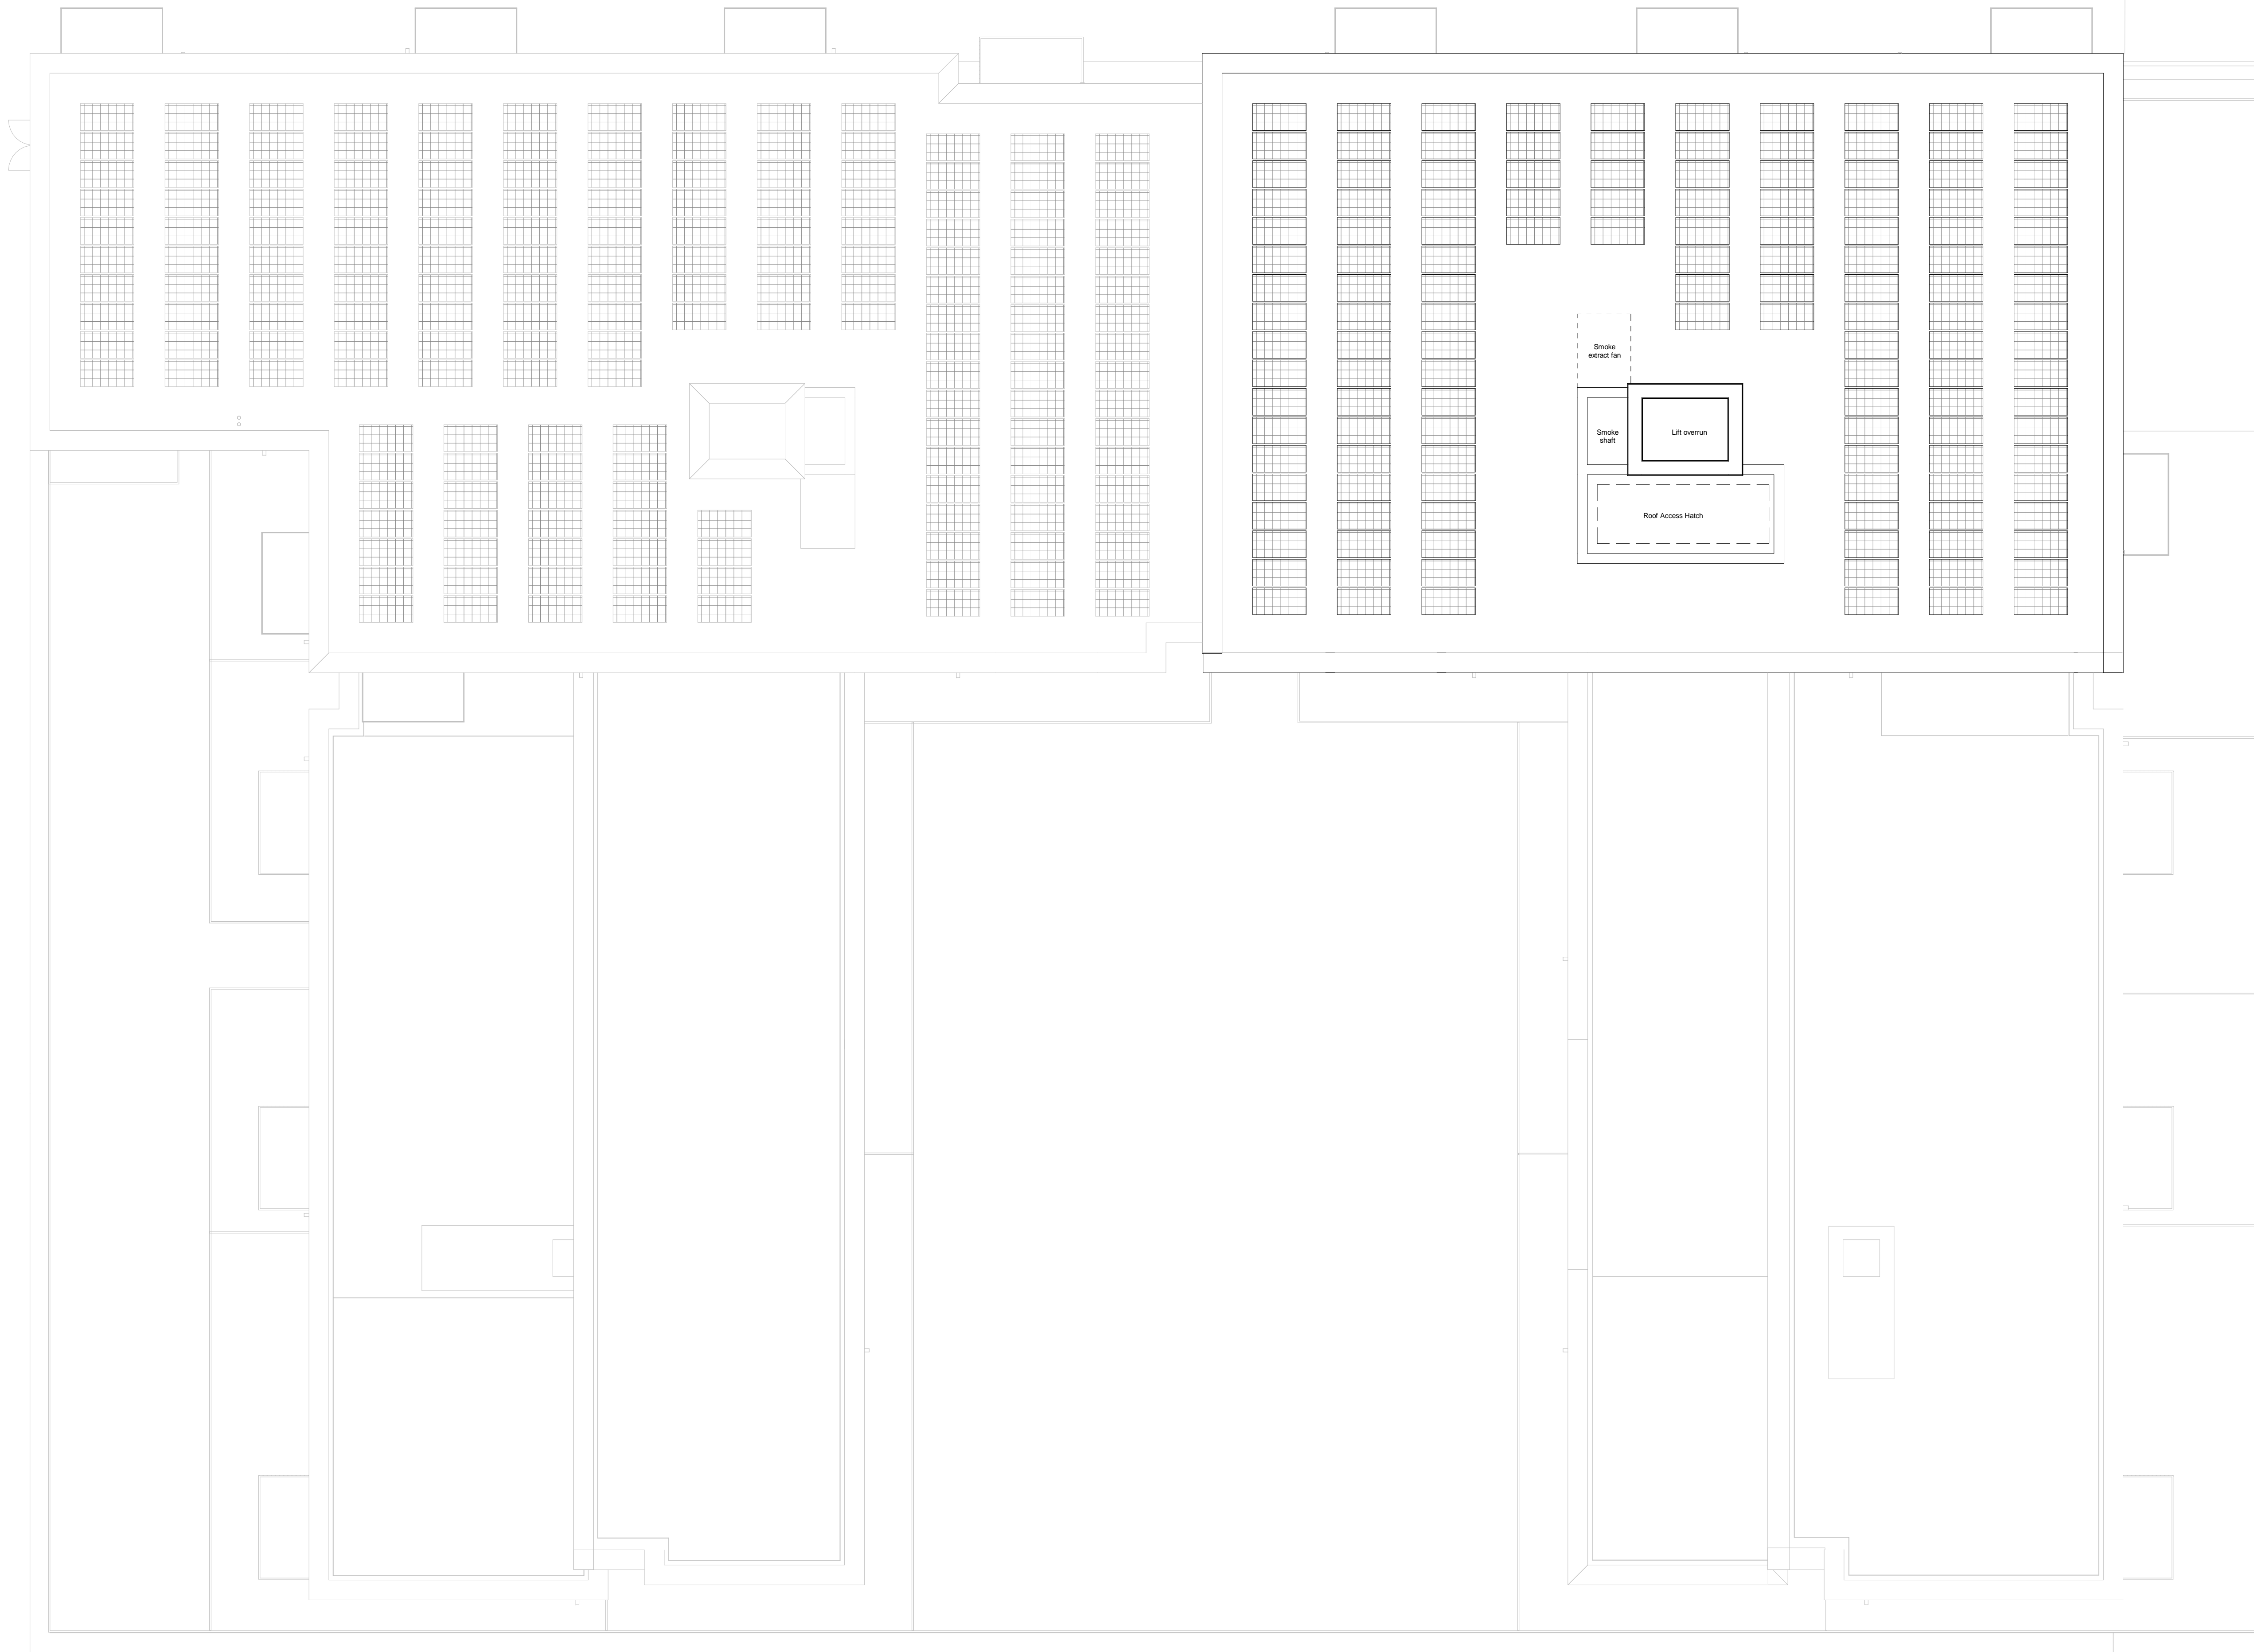 Smoke
extract fan
Smoke
shaft
Lift overrun
Roof Access Hatch